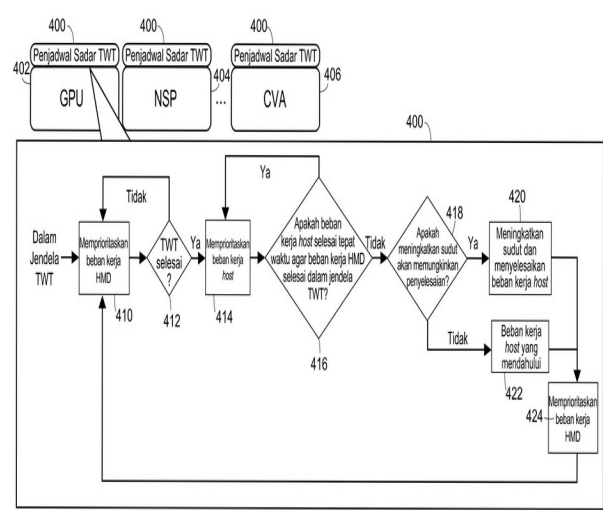 400
400
400
Penjadwal Sadar TWT
Penjadwal Sadar TWT
Penjadwal Sadar TWT
402
404
406
GPU
NSP
...
CVA
400
Dalam
Jendela
TWT
Memprioritaskan
beban kerja
HMD
410
Tidak
TWT
selesai
?
412
Ya
Memprioritaskan
beban kerja
host
414
Ya
Apakah beban
kerja host selesai tepat
waktu agar beban kerja HMD
selesai dalam jendela
TWT?
416
Tidak
Apakah
meningkatkan sudut
akan memungkinkan
penyelesaian?
418
Ya
420
Meningkatkan
sudut dan
menyelesaikan
beban kerja host
Tidak
Beban kerja
host yang
mendahului
422
Memprioritaskan
beban kerja
HMD
424